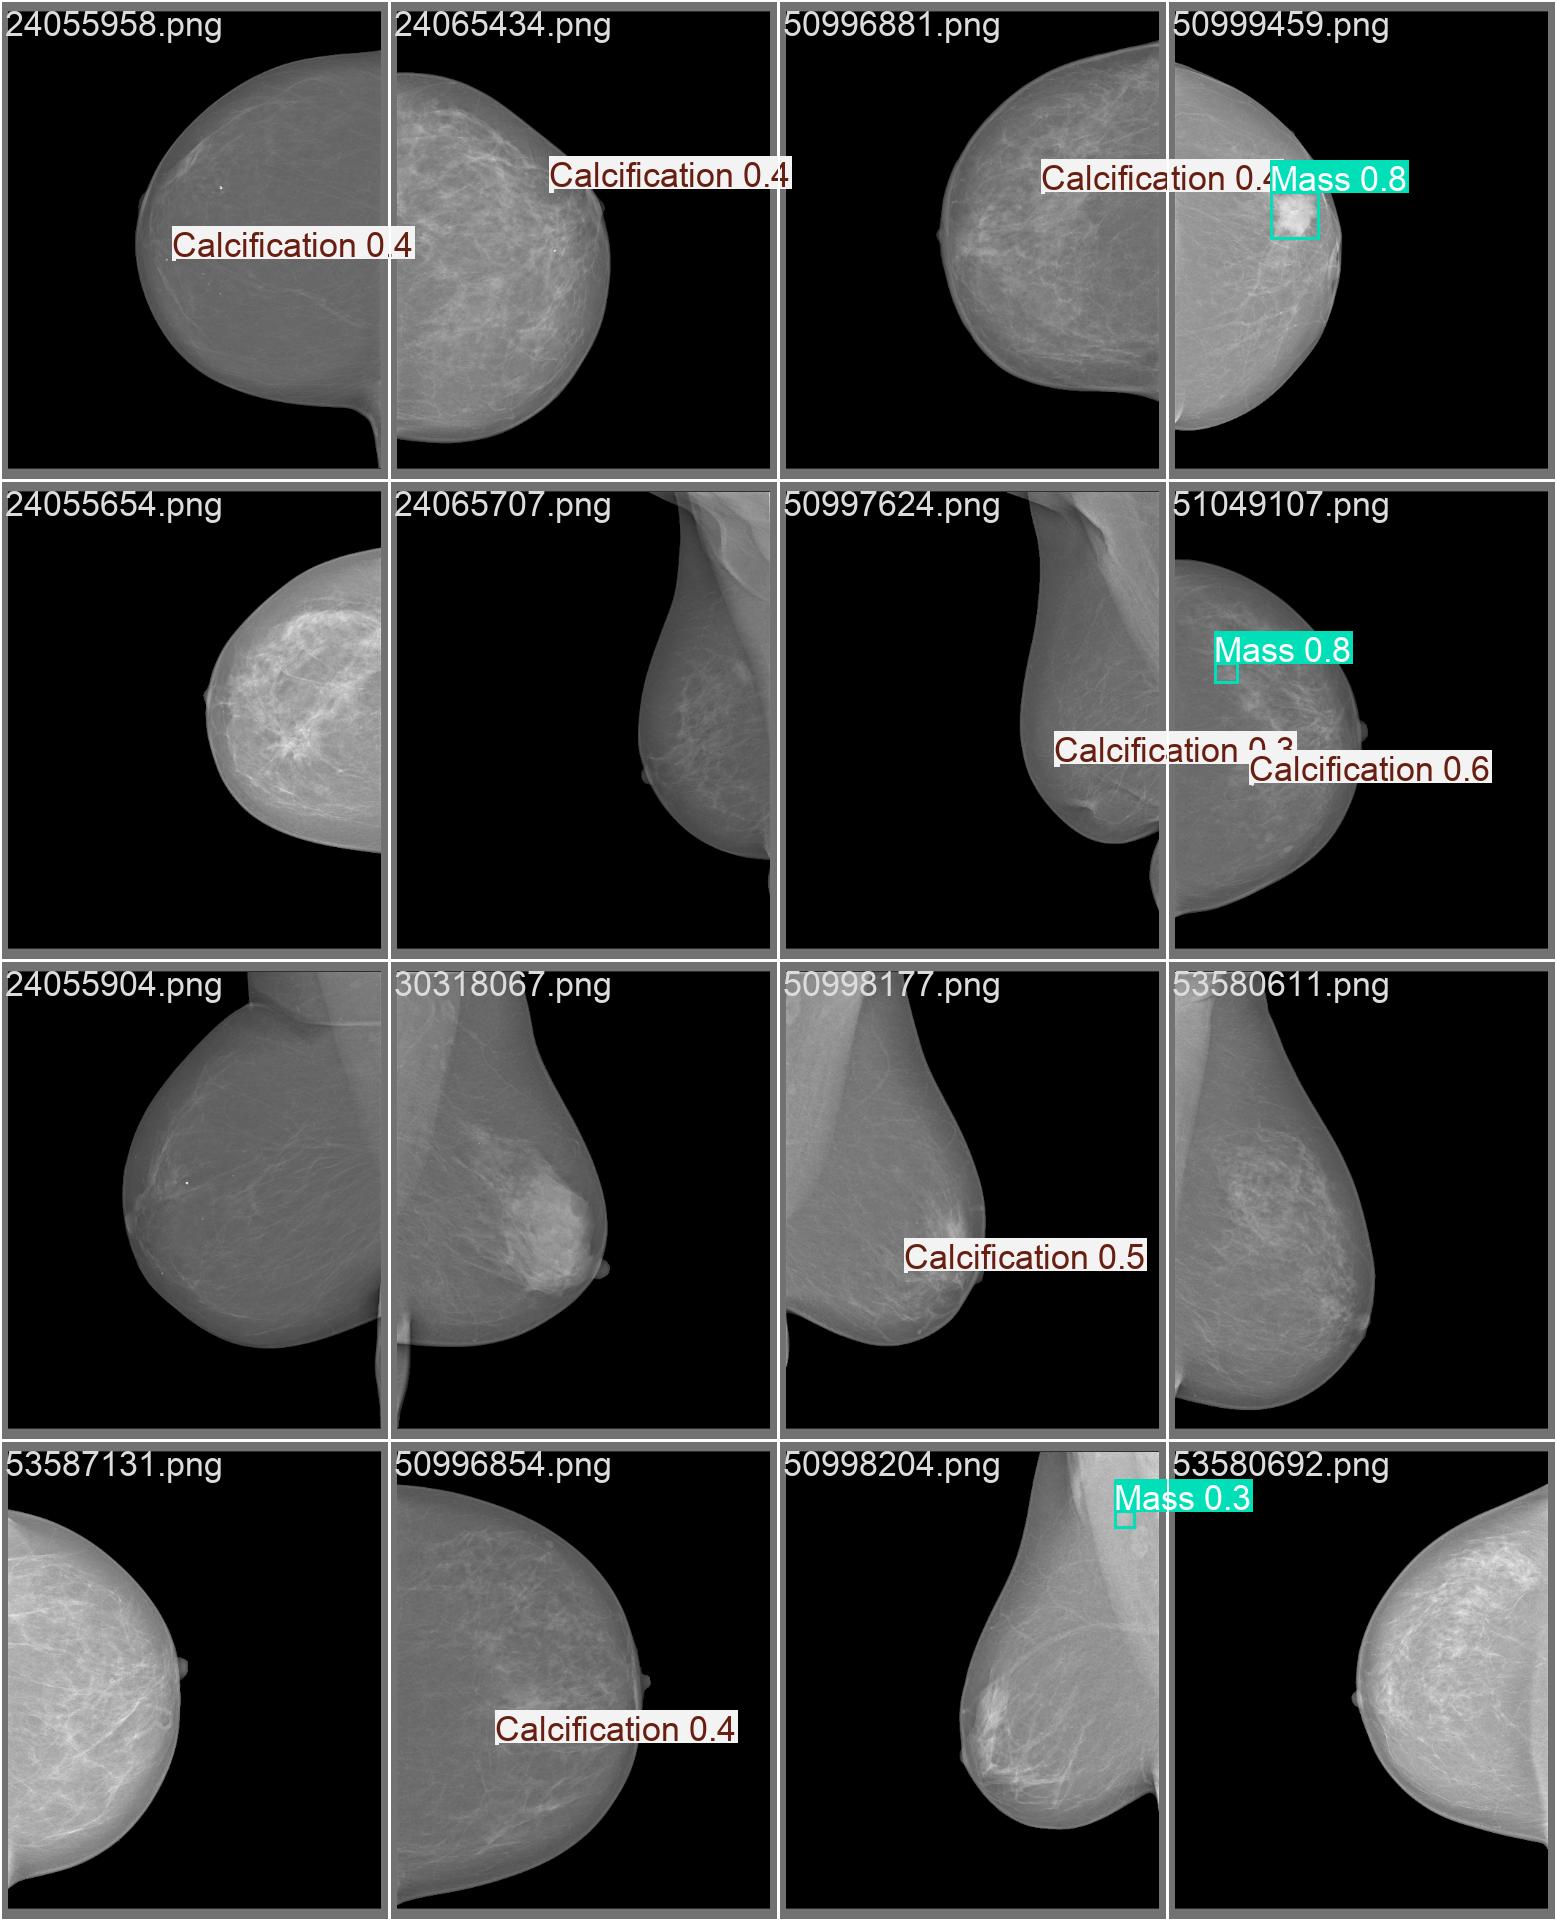 24055958.png
24065434.png
50996881.png
50999459.png
Calcification 0.4
Calcification 0.4
Mass 0.8
Calcification 0.4
24055654.png
24065707.png
50997624.png
51049107.png
Mass 0.8
Calcification 0.3
Calcification 0.6
24055904.png
30318067.png
50998177.png
53580611.png
Calcification 0.5
53587131.png
50996854.png
50998204.png
53580692.png
Mass 0.3
Calcification 0.4